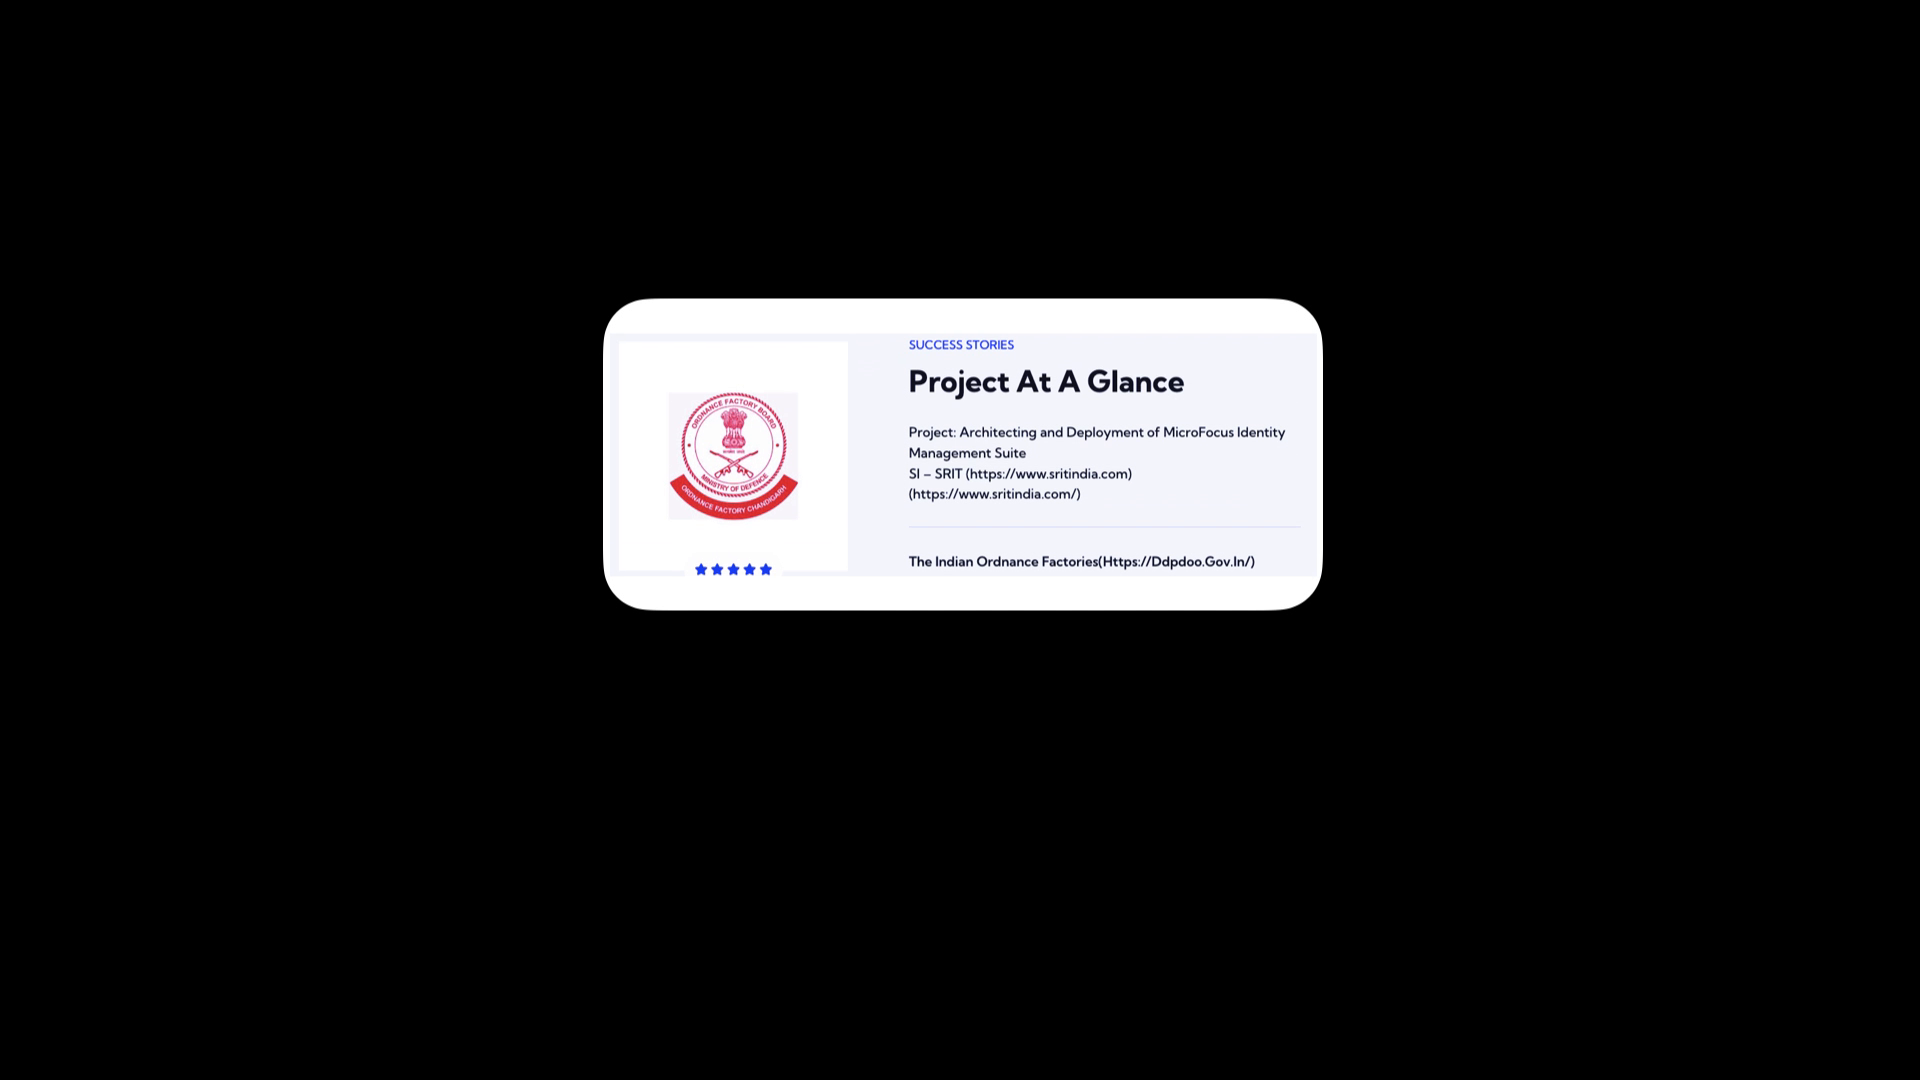 ORDNANCE FACTORY BOARD
MINISTRY OF DEFENCE
ORDNANCE FACTORY CHANDIGARH
SUCCESS STORIES
Project At A Glance
Project: Architecting and Deployment of MicroFocus Identity
Management Suite
SI – SRIT (https://www.sritindia.com)
(https://www.sritindia.com/)
The Indian Ordnance Factories(Https://Ddpdoo.Gov.In/)